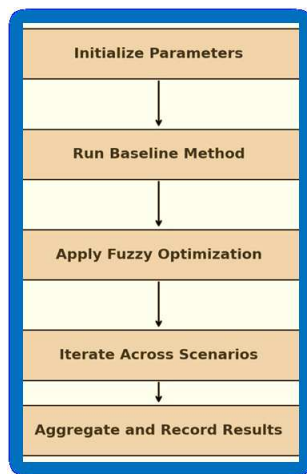 Initialize Parameters
Run Baseline Method
Apply Fuzzy Optimization
Iterate Across Scenarios
Aggregate and Record Results